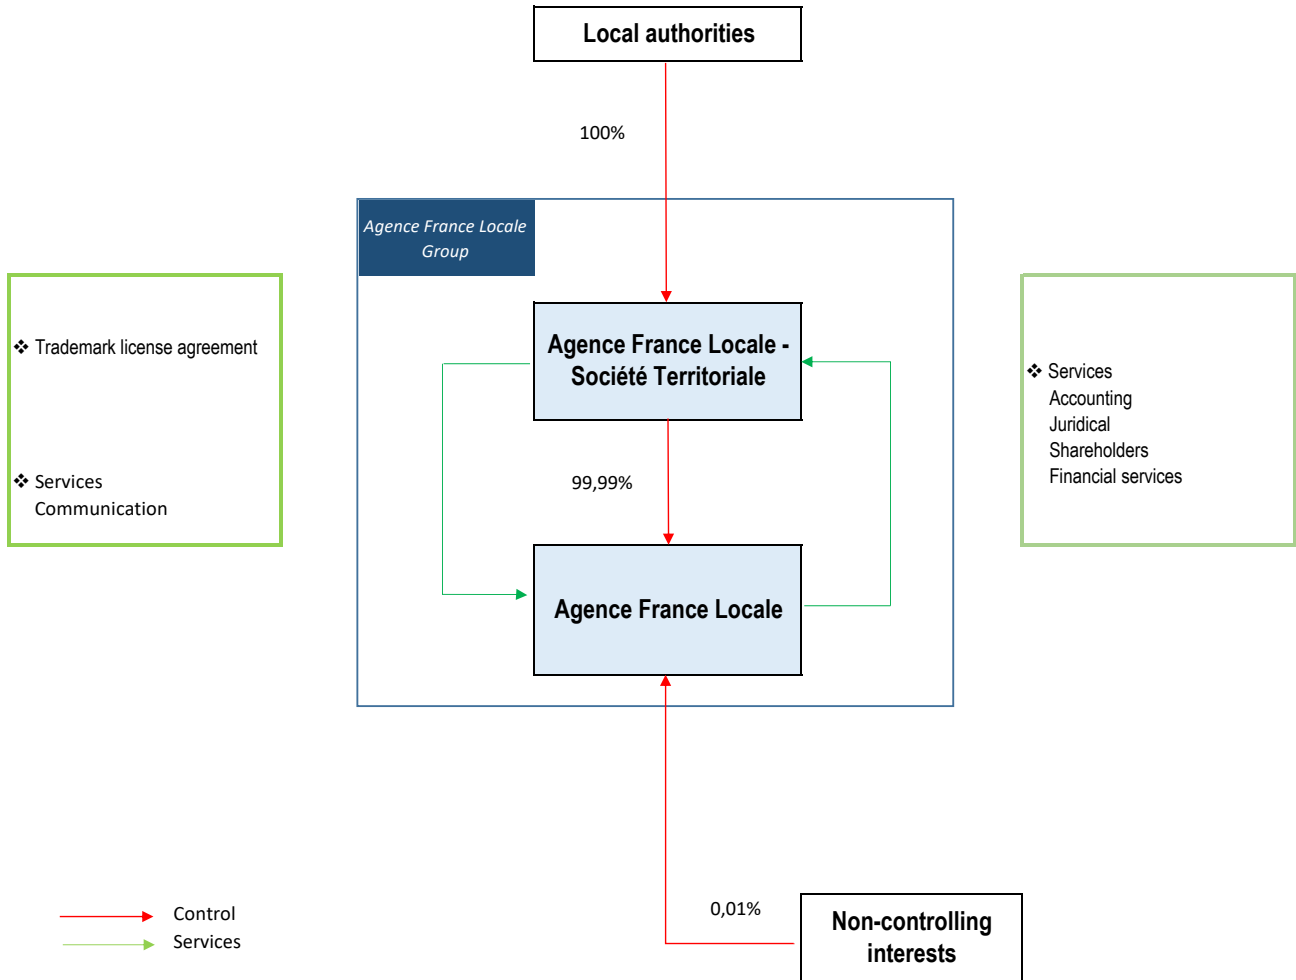 Local authorities
100%
Agence France Locale
Group
Agence France Locale -
Société Territoriale
❖ Trademark license agreement
❖ Services
Communication
❖ Services
Accounting
Juridical
Shareholders
Financial services
99,99%
Agence France Locale
0,01%
Non-controlling
interests
Control
Services